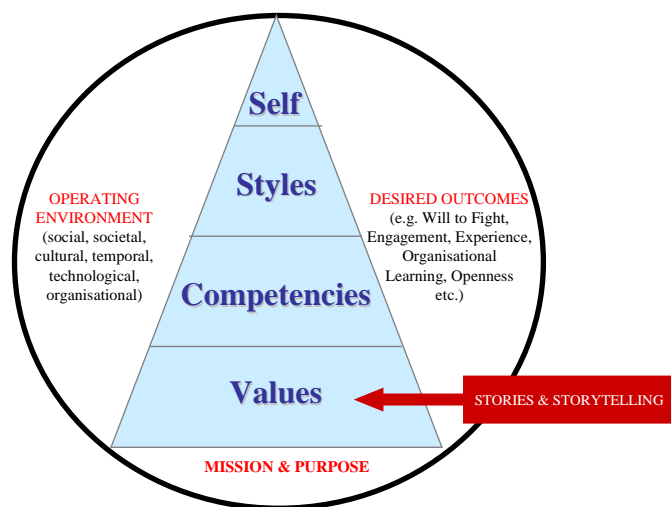 Self
Styles
OPERATING
ENVIRONMENT
(social, societal,
cultural, temporal,
technological,
organisational)
DESIRED OUTCOMES
(e.g. Will to Fight,
Engagement, Experience,
Organisational
Learning, Openness
etc.)
Competencies
Values
STORIES & STORYTELLING
MISSION & PURPOSE